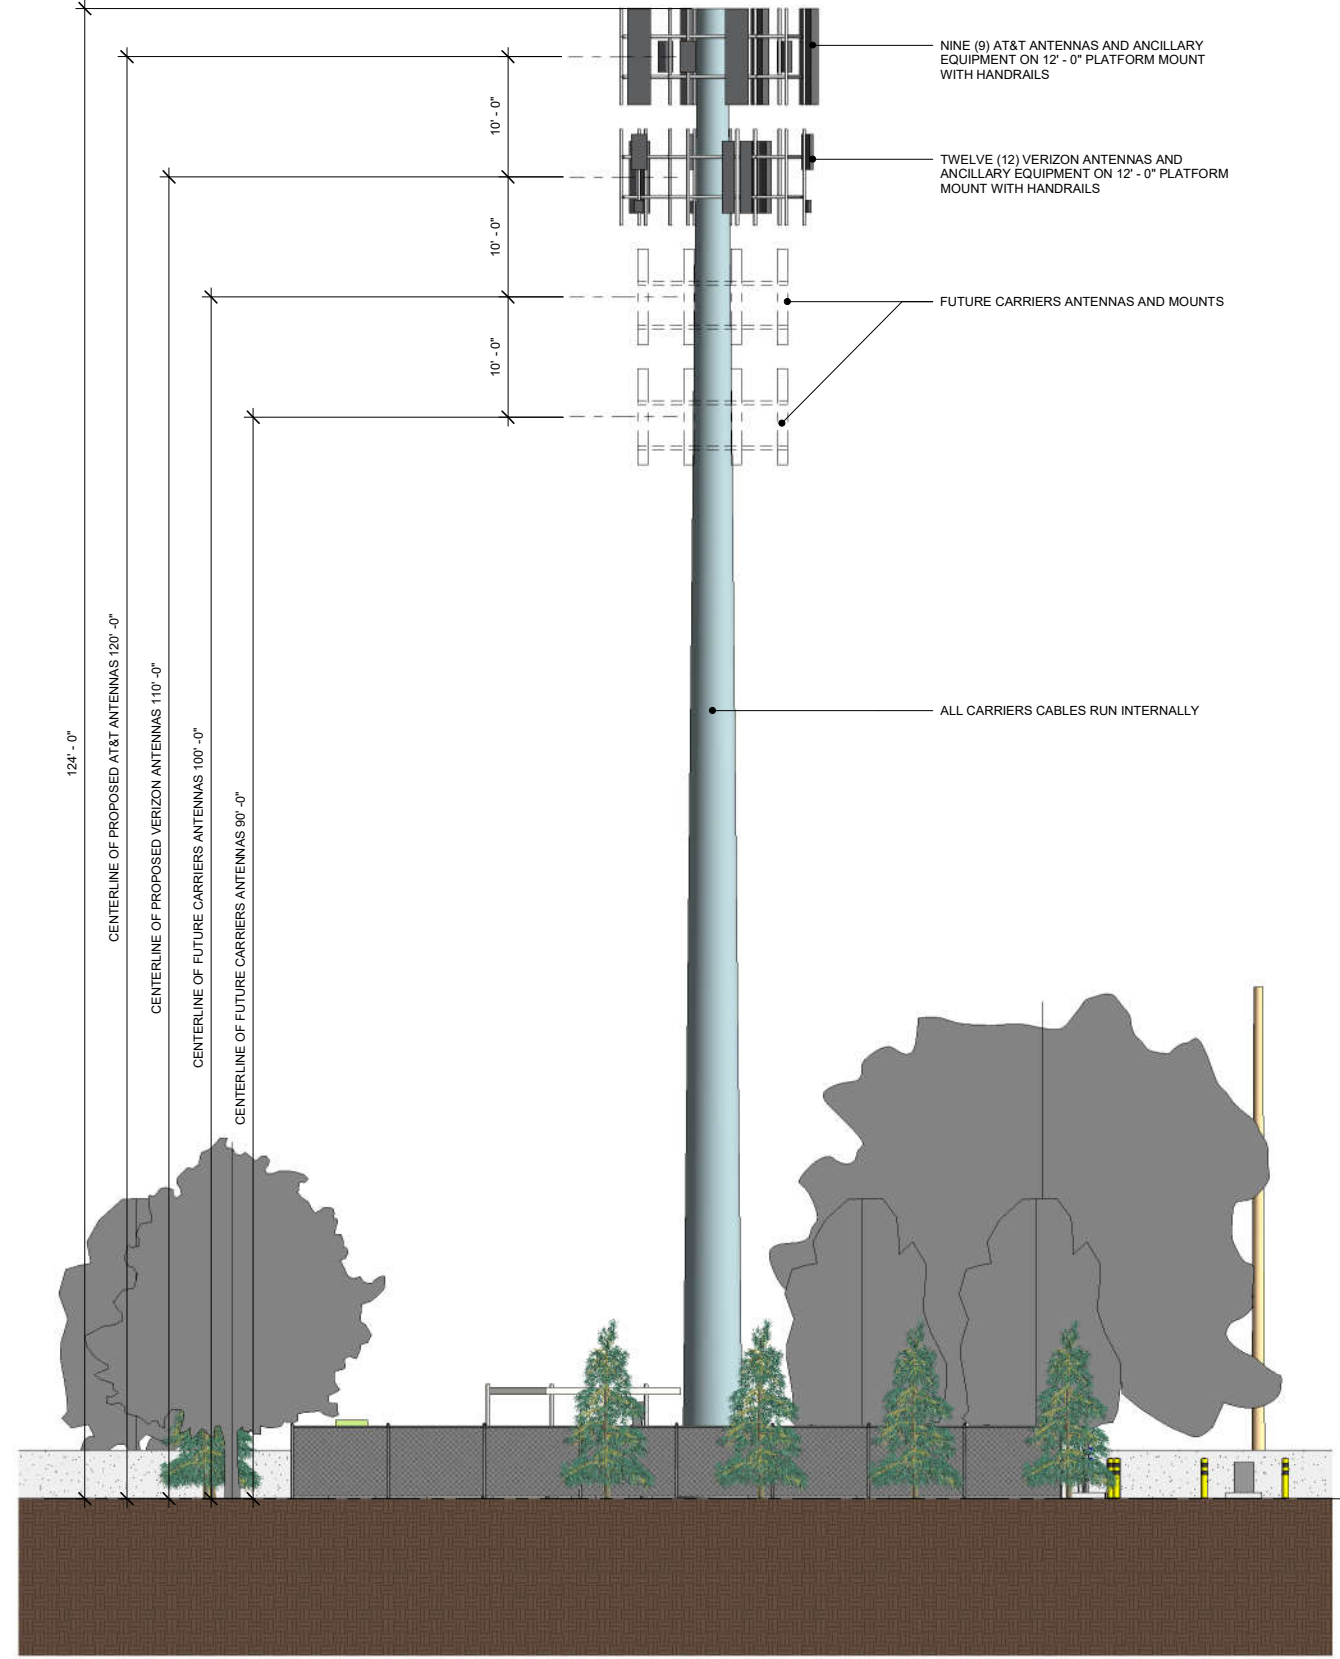 NINE (9) AT&T ANTENNAS AND ANCILLARY
EQUIPMENT ON 12' - 0" PLATFORM MOUNT
WITH HANDRAILS
10' - 0"
TWELVE (12) VERIZON ANTENNAS AND
ANCILLARY EQUIPMENT ON 12' - 0" PLATFORM
MOUNT WITH HANDRAILS
10' - 0"
FUTURE CARRIERS ANTENNAS AND MOUNTS
10' - 0"
124' - 0"
CENTERLINE OF PROPOSED AT&T ANTENNAS 120' -0"
CENTERLINE OF PROPOSED VERIZON ANTENNAS 110' -0"
CENTERLINE OF FUTURE CARRIERS ANTENNAS 100' -0"
CENTERLINE OF FUTURE CARRIERS ANTENNAS 90' -0"
ALL CARRIERS CABLES RUN INTERNALLY